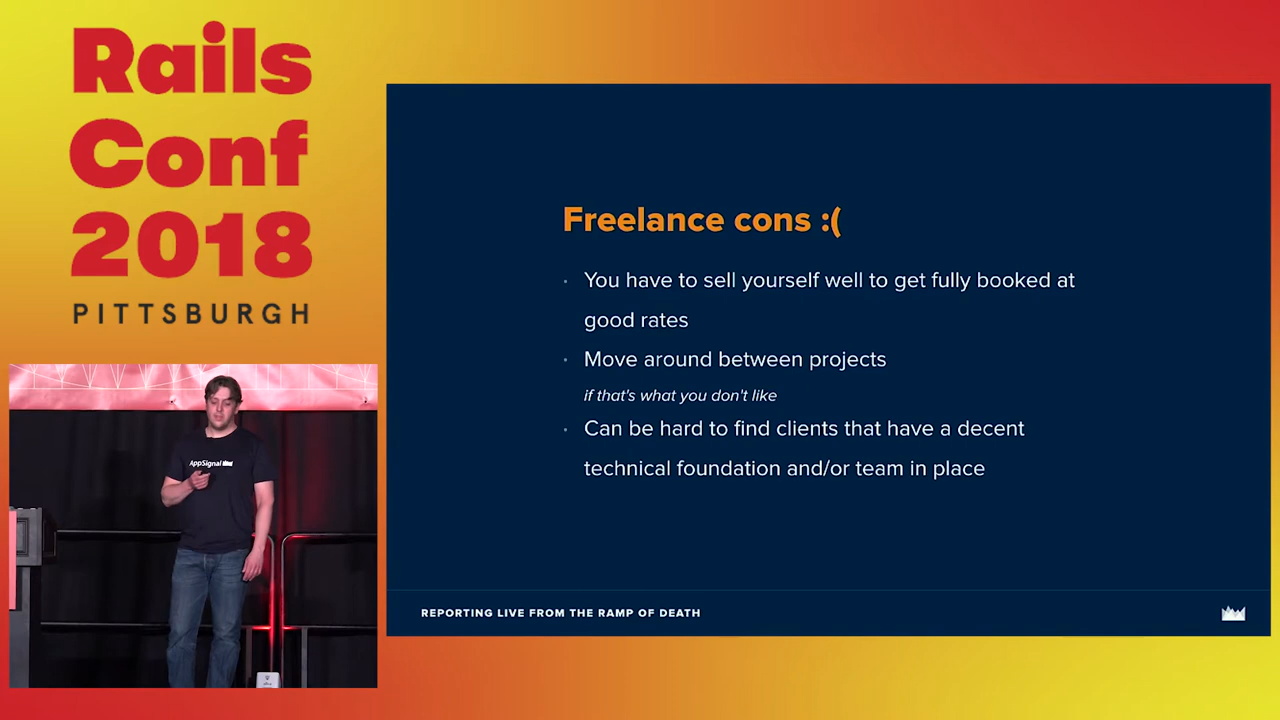 Rails
Conf
2018
PITTSBURGH
AppSignal
Freelance cons :(
· You have to sell yourself well to get fully booked at
good rates
· Move around between projects
if that's what you don't like
· Can be hard to find clients that have a decent
technical foundation and/or team in place
REPORTING LIVE FROM THE RAMP OF DEATH